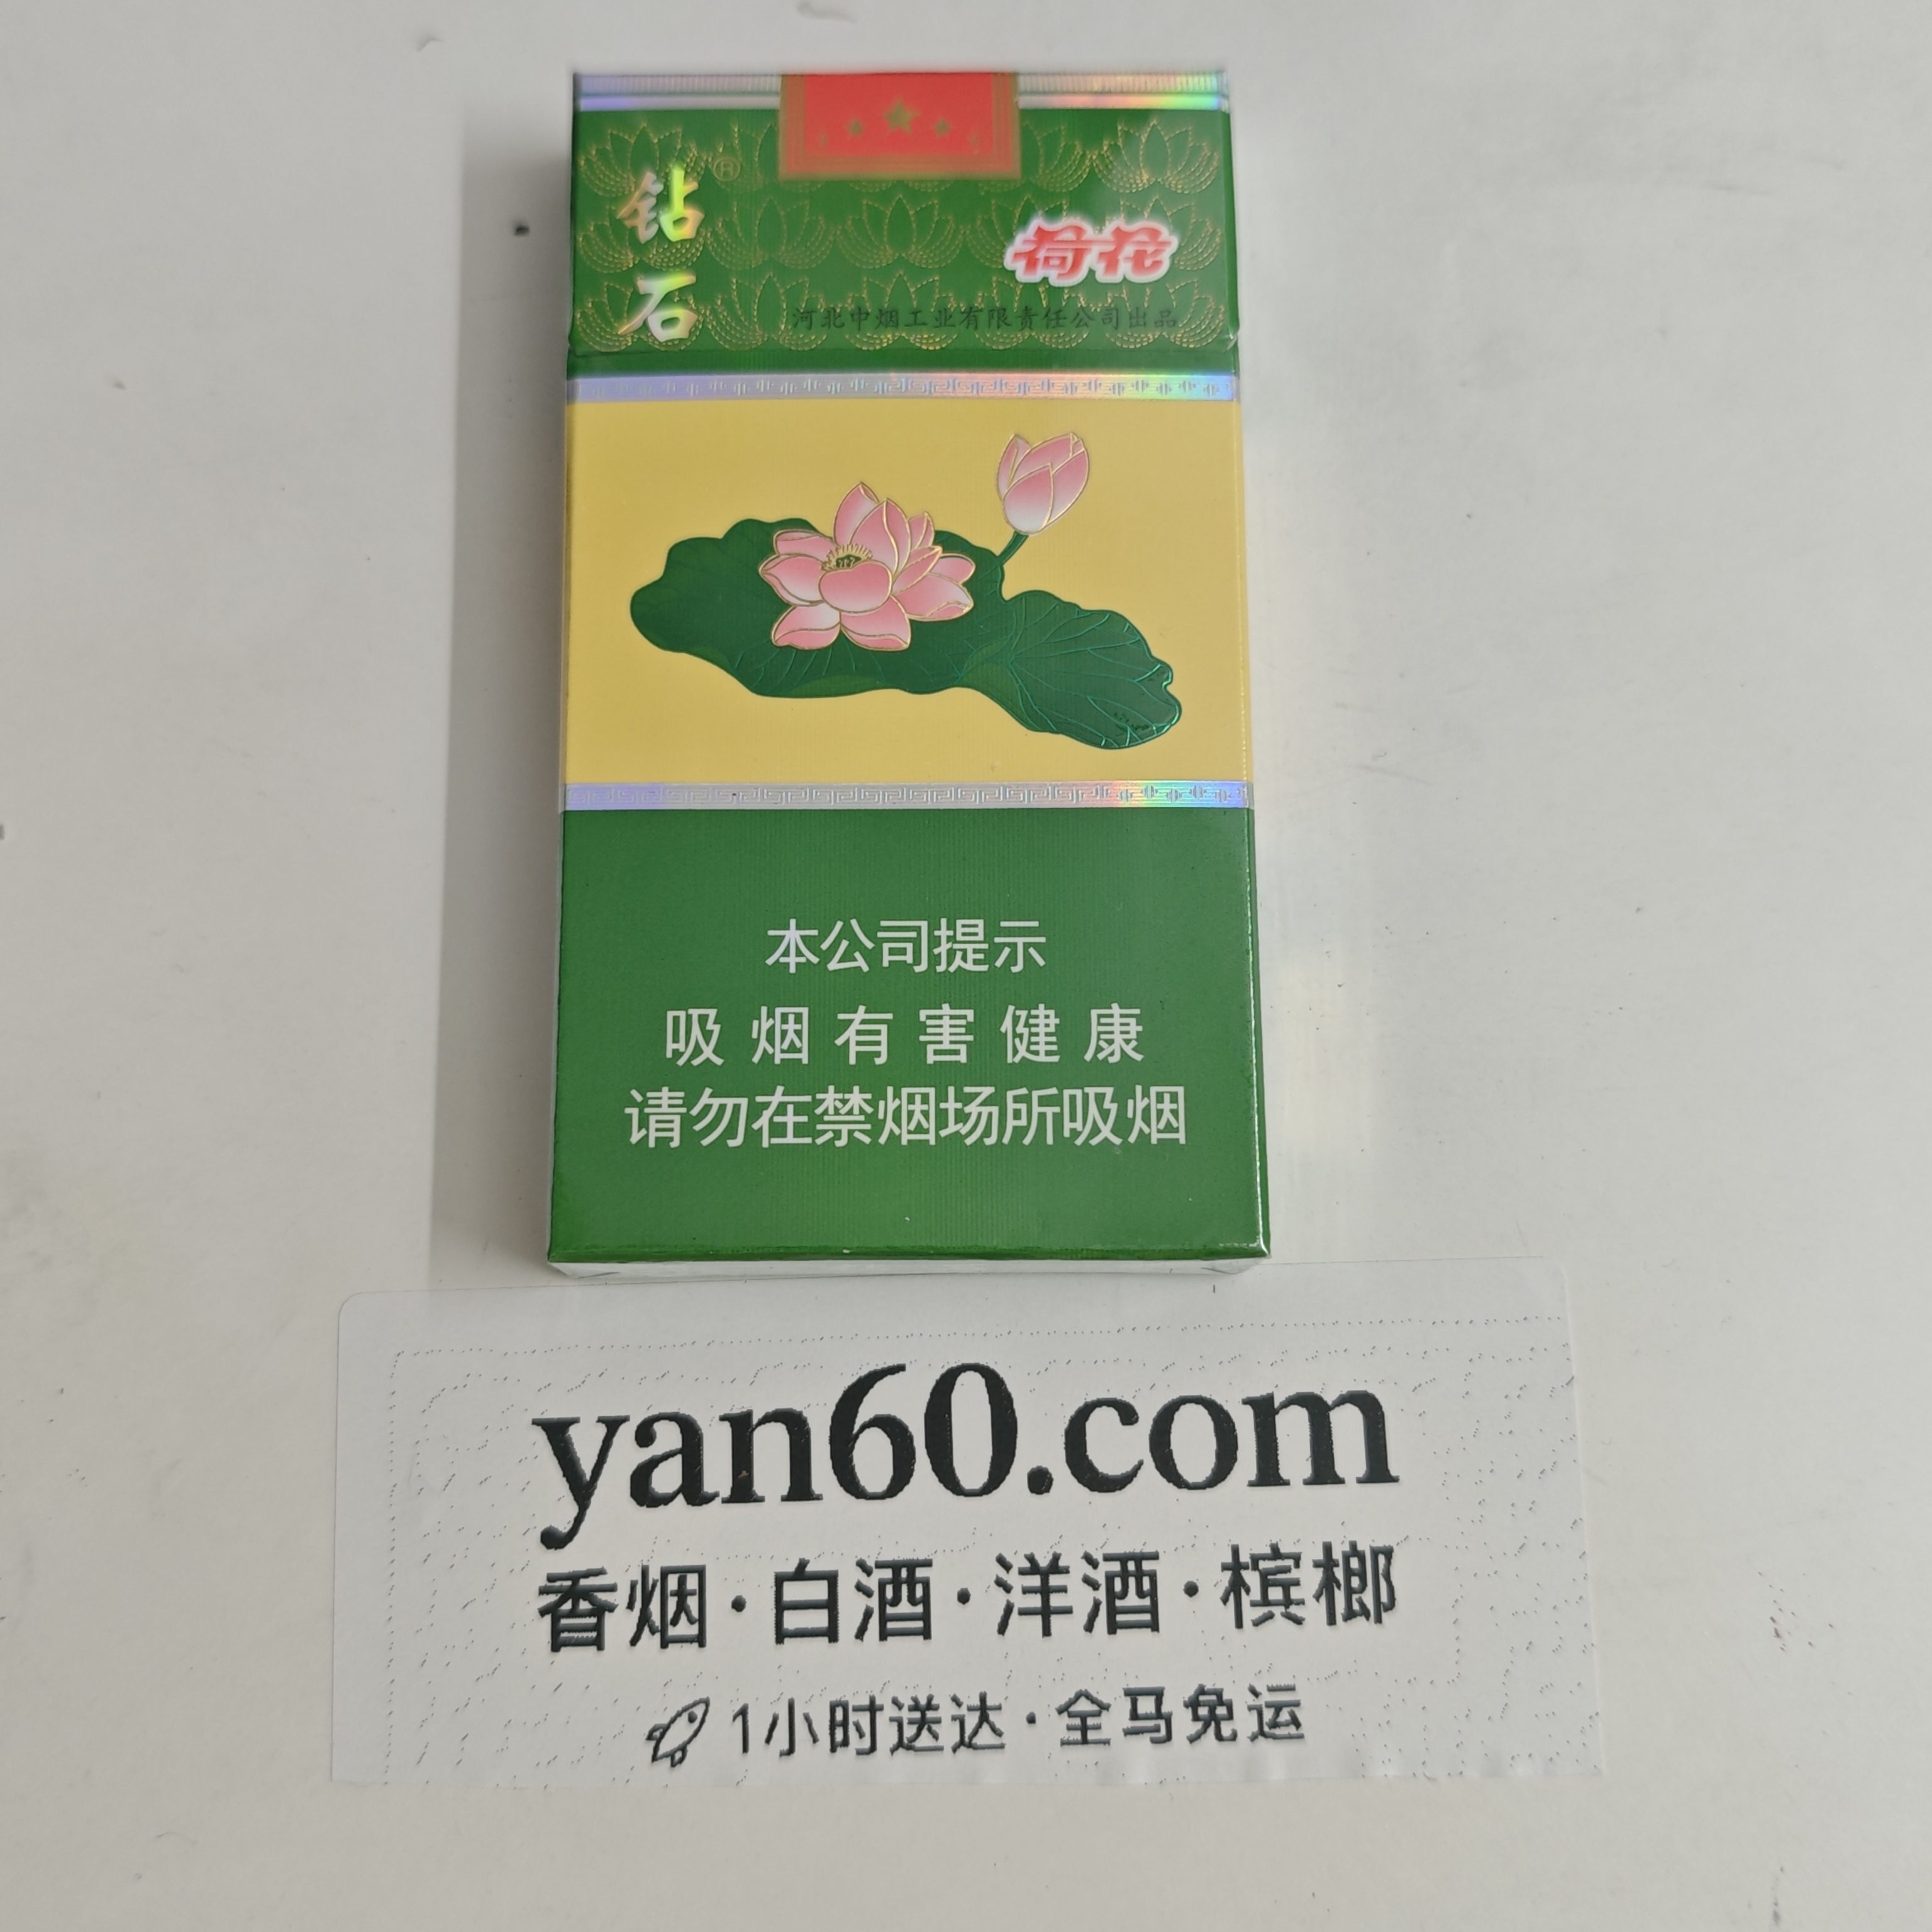 钻石®
荷花
河北中烟工业有限责任公司出品
本公司提示
吸烟有害健康
请勿在禁烟场所吸烟
yan60.com
香烟·白酒·洋酒·槟榔
1小时送达·全马免运